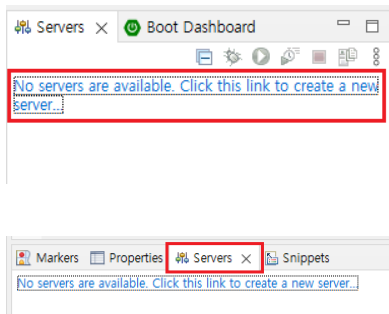 Servers Boot Dashboard
No servers are available. Click this link to create a new
server...
Markers Properties Servers Snippets
No servers are available. Click this link to create a new server...